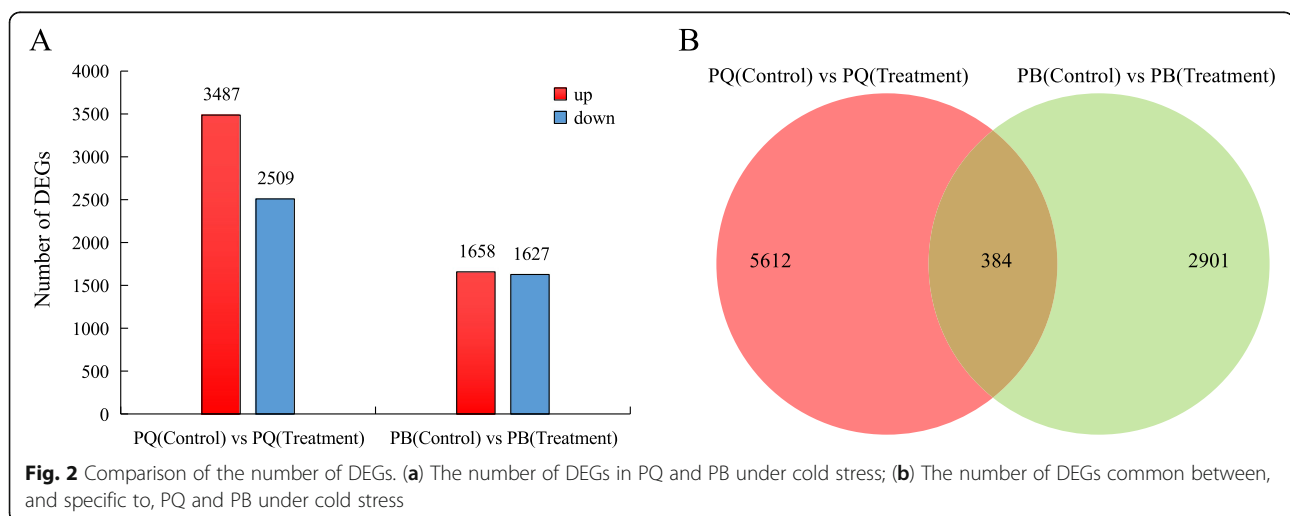 A
4000
3500
3000
2500
2000
1500
1000
500
0
Number of DEGs
3487
2509
1658
1627
up
down
PQ(Control) vs PQ(Treatment)
PB(Control) vs PB(Treatment)
B
PQ(Control) vs PQ(Treatment)
PB(Control) vs PB(Treatment)
5612
384
2901
Fig. 2 Comparison of the number of DEGs. (a) The number of DEGs in PQ and PB under cold stress; (b) The number of DEGs common between,
and specific to, PQ and PB under cold stress